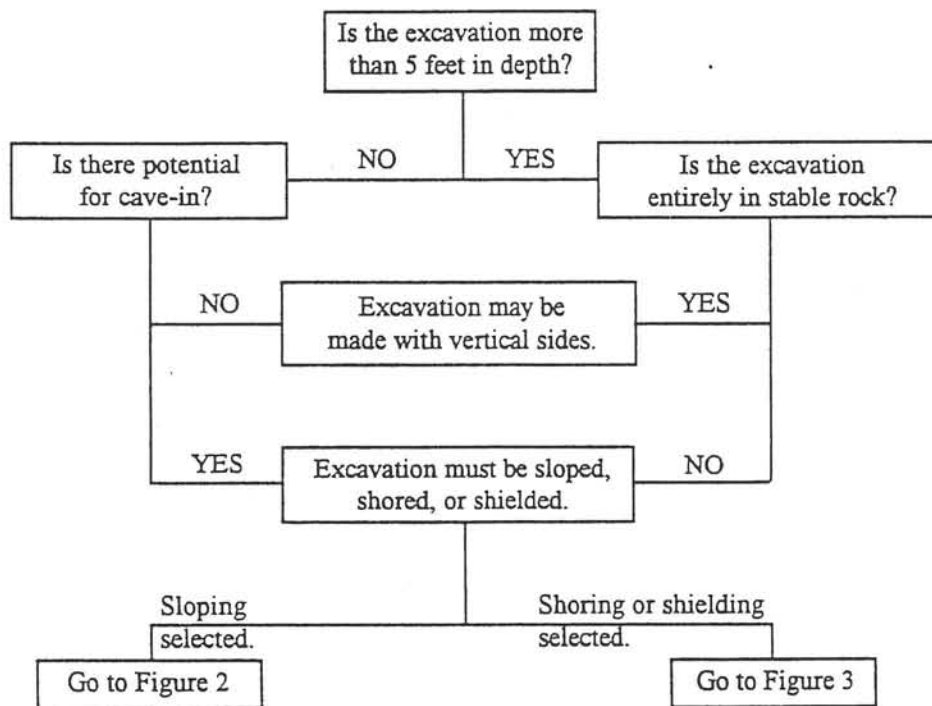 Is the excavation more
than 5 feet in depth?
NO
YES
Is there potential
for cave-in?
Is the excavation
entirely in stable rock?
NO
Excavation may be
made with vertical sides.
YES
YES
Excavation must be sloped,
shored, or shielded.
NO
Sloping
selected.
Shoring or shielding
selected.
Go to Figure 2
Go to Figure 3